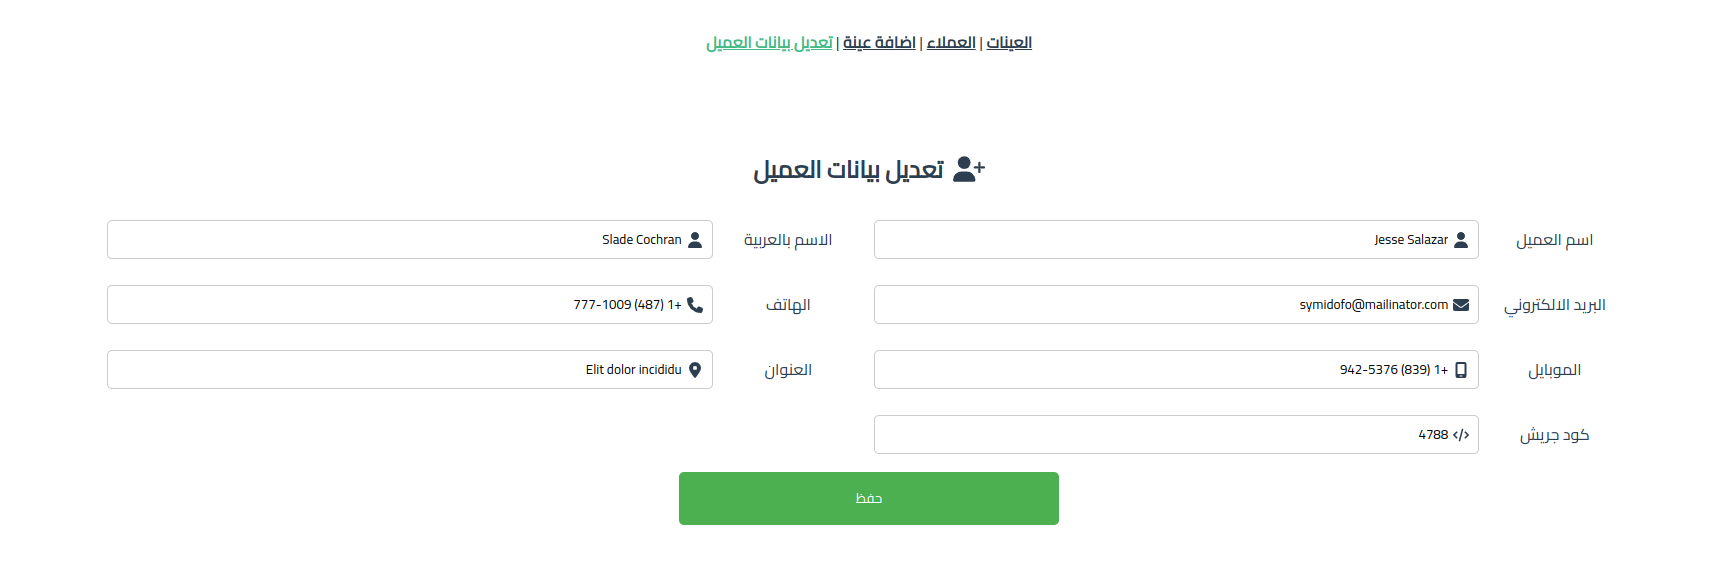 العينات | العملاء | اضافة عينة | تعديل بيانات العميل
تعديل بيانات العميل
اسم العميل
Jesse Salazar
الاسم بالعربية
Slade Cochran
البريد الالكتروني
symidofo@mailinator.com
الهاتف
+1 (487) 777-1009
الموبايل
+1 (839) 942-5376
العنوان
Elit dolor incididu
كود جريش
4788
حفظ